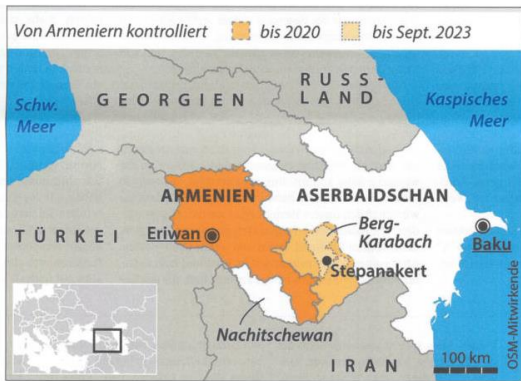 Von Armeniern kontrolliert bis 2020 bis Sept. 2023
RUSS-
LAND
GEORGIEN
Schw.
Meer
Kaspisches
Meer
ARMENIEN
ASERBAIDSCHAN
Berg-
Karabach
TÜRKEI
Eriwan
Baku
Stepanakert
Nachitschewan
IRAN
100 km
OSM-Mitwirkende